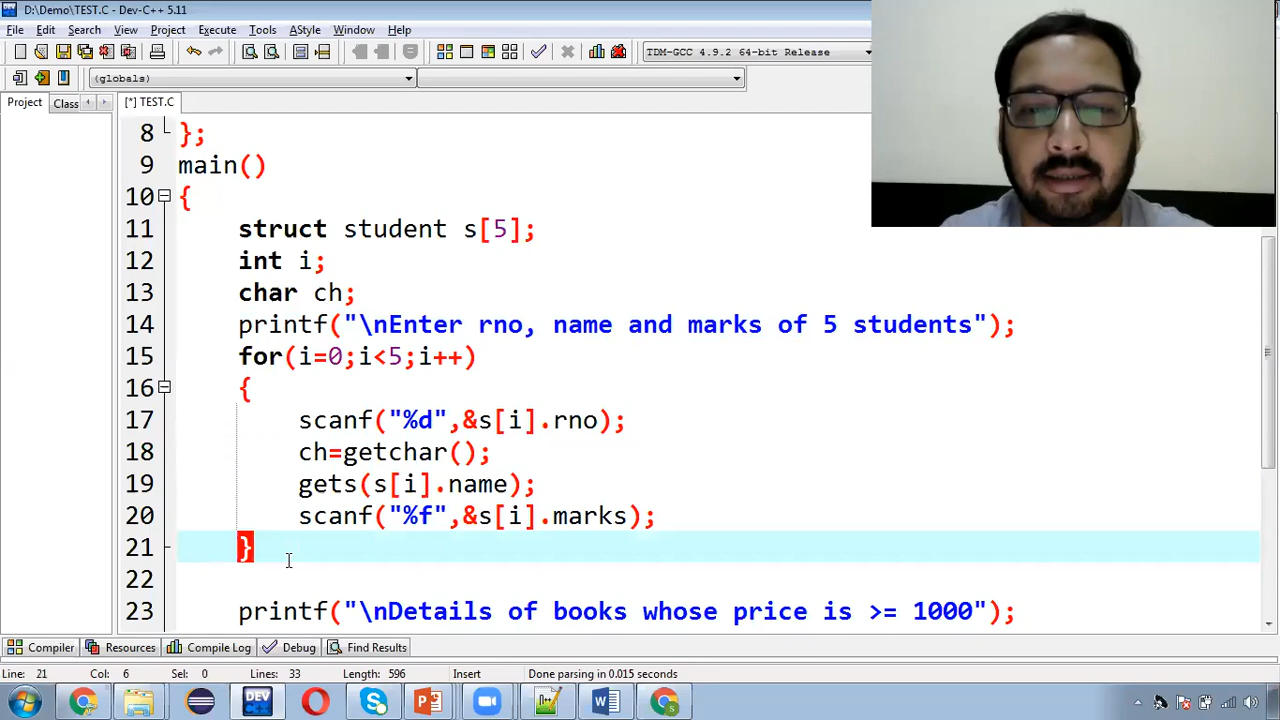 D:\Demo\TEST.C - Dev-C++ 5.11
File Edit Search View Project Execute Tools AStyle Window Help
TDM-GCC 4.9.2 64-bit Release
(globals)
Project Class [*] TEST.C
8 };
9 main()
10 {
11 struct student s[5];
12 int i;
13 char ch;
14 printf("\nEnter rno, name and marks of 5 students");
15 for(i=0;i<5;i++)
16 {
17 scanf("%d",&s[i].rno);
18 ch=getchar();
19 gets(s[i].name);
20 scanf("%f",&s[i].marks);
21 }
22
23 printf("\nDetails of books whose price is >= 1000");
Compiler Resources Compile Log Debug Find Results
Line: 21 Col: 6 Sel: 0 Lines: 33 Length: 596 Insert Done parsing in 0.015 seconds
DEV